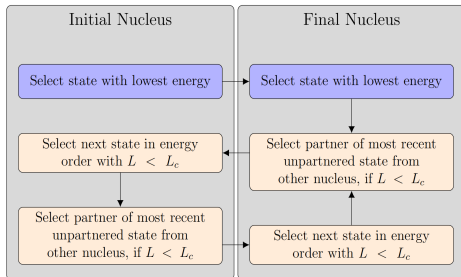 Initial Nucleus
Select state with lowest energy
Select next state in energy
order with L < L_c
Select partner of most recent
unpartnered state from
other nucleus, if L < L_c
Final Nucleus
Select state with lowest energy
Select partner of most recent
unpartnered state from
other nucleus, if L < L_c
Select next state in energy
order with L < L_c